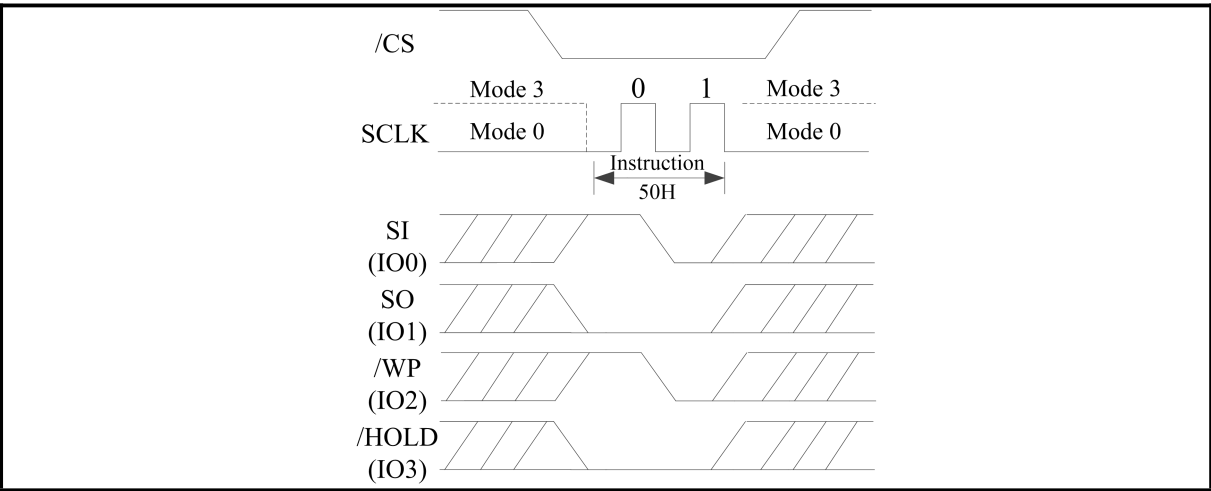 /CS
Mode 3 0 1 Mode 3
SCLK Mode 0 Mode 0
Instruction
50H
SI
(IO0)
SO
(IO1)
/WP
(IO2)
/HOLD
(IO3)